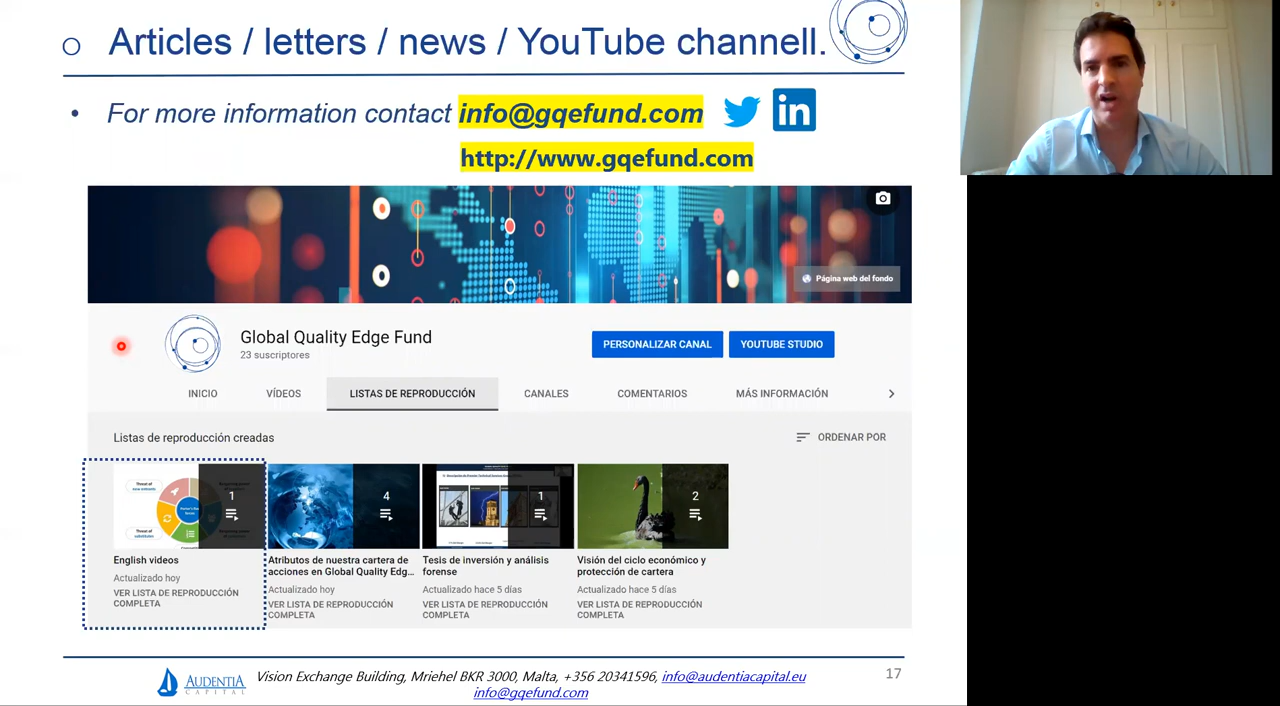 Articles / letters / news / YouTube channell.
• For more information contact info@gqefund.com
http://www.gqefund.com
Página web del fondo
Global Quality Edge Fund
23 suscriptores
PERSONALIZAR CANAL
YOUTUBE STUDIO
INICIO VÍDEOS LISTAS DE REPRODUCCIÓN CANALES COMENTARIOS MÁS INFORMACIÓN
Listas de reproducción creadas
ORDENAR POR
1
4
1
2
English videos
Actualizado hoy
VER LISTA DE REPRODUCCIÓN
COMPLETA
Atributos de nuestra cartera de
acciones en Global Quality Edg...
Actualizado hoy
VER LISTA DE REPRODUCCIÓN
COMPLETA
Tesis de inversión y análisis
forense
Actualizado hace 5 días
VER LISTA DE REPRODUCCIÓN
COMPLETA
Visión del ciclo económico y
protección de cartera
Actualizado hace 5 días
VER LISTA DE REPRODUCCIÓN
COMPLETA
AUDENTIA
CAPITAL
Vision Exchange Building, Mriehel BKR 3000, Malta, +356 20341596, info@audentiacapital.eu
info@gqefund.com
17